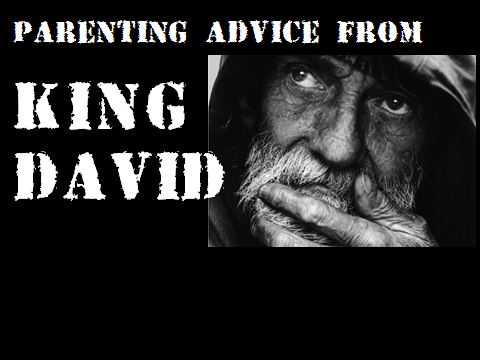 PARENTING ADVICE FROM
KING
DAVID